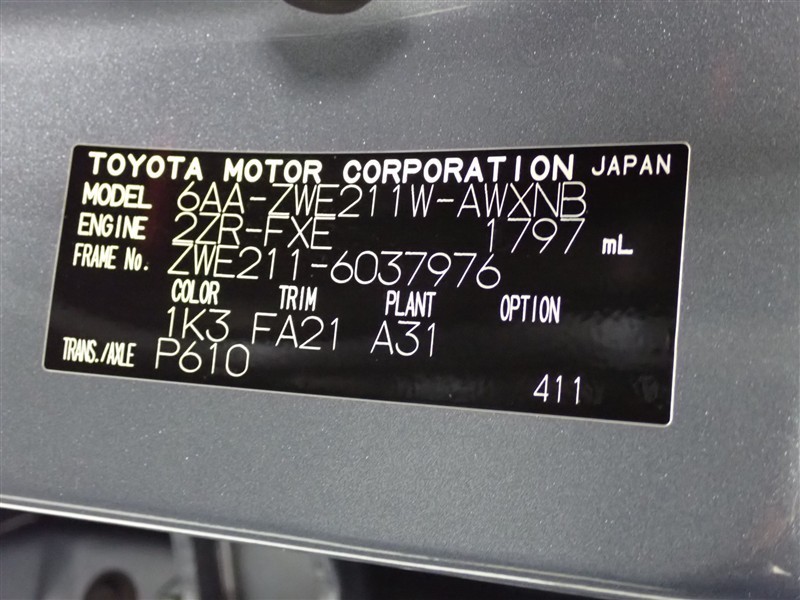 TOYOTA MOTOR CORPORATION JAPAN
MODEL 6AA-ZWE211W-AWXNB
ENGINE 2ZR-FXE 1797 mL
FRAME No. ZWE211-6037976
COLOR TRIM PLANT OPTION
1K3 FA21 A31
TRANS./AXLE P610
411